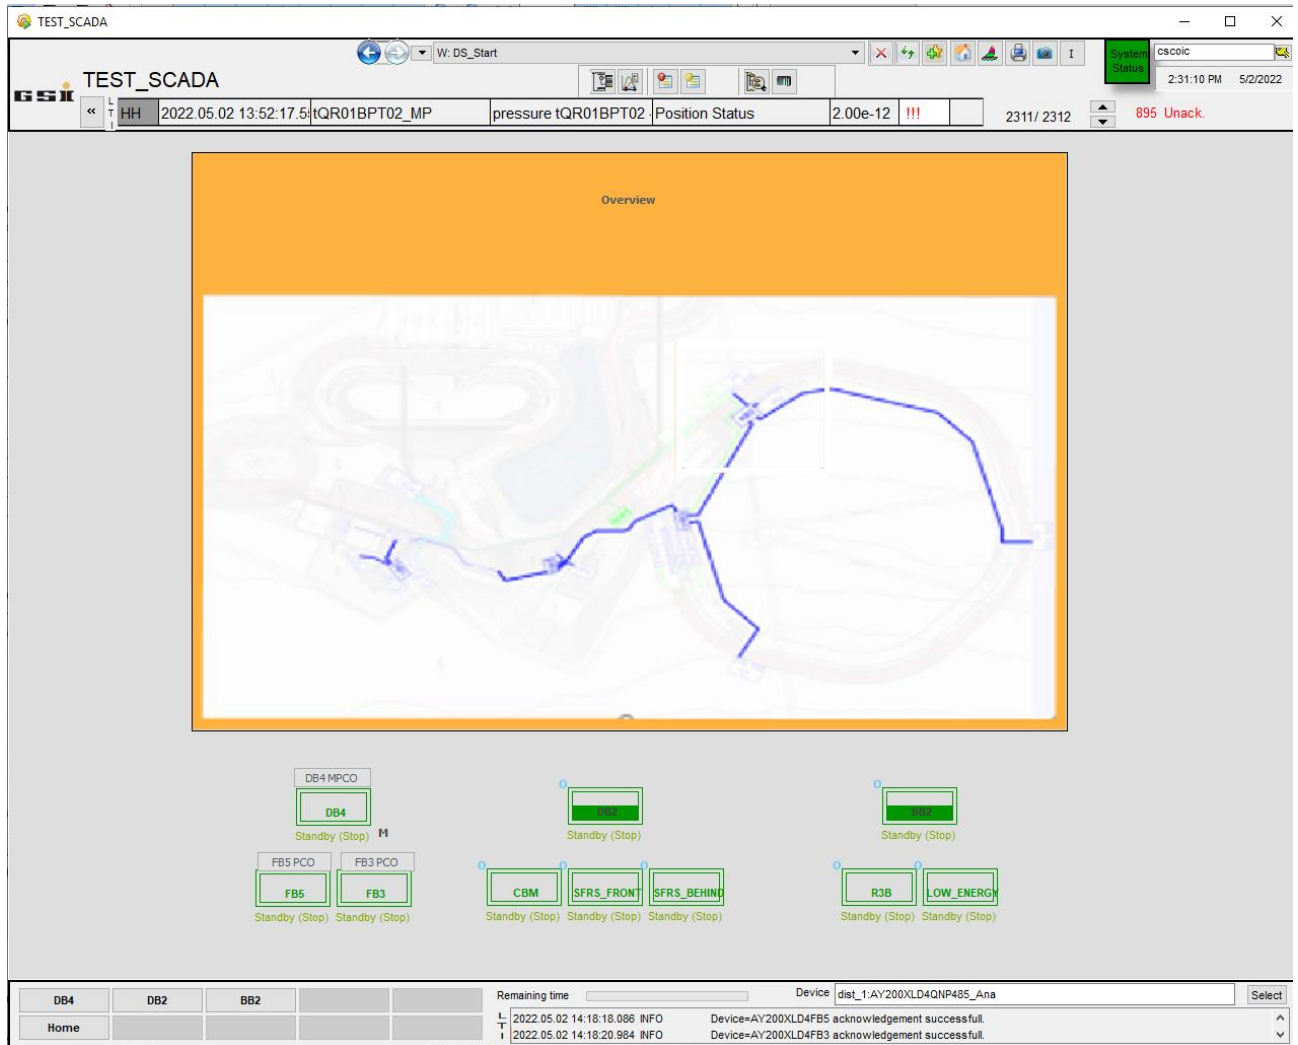 TEST_SCADA
W: DS_Start
I
System Status
cscoic
GSI
TEST_SCADA
2:31:10 PM 5/2/2022
« L T I HH 2022.05.02 13:52:17.5 tQR01BPT02_MP pressure tQR01BPT02 - Position Status 2.00e-12 !!! 2311/ 2312 895 Unack.
Overview
DB4 MPCO
DB4
Standby (Stop) M
O DB2
Standby (Stop)
O BB2
Standby (Stop)
FB5 PCO FB3 PCO
FB5 FB3
Standby (Stop) Standby (Stop)
O O O
CBM SFRS_FRONT SFRS_BEHIND
Standby (Stop) Standby (Stop) Standby (Stop)
O O
R3B LOW_ENERGY
Standby (Stop) Standby (Stop)
DB4 DB2 BB2
Home
Remaining time
Device dist_1:AY200XLD4QNP485_Ana Select
L T I
2022.05.02 14:18:18.086 INFO Device=AY200XLD4FB5 acknowledgement successfull.
2022.05.02 14:18:20.984 INFO Device=AY200XLD4FB3 acknowledgement successfull.